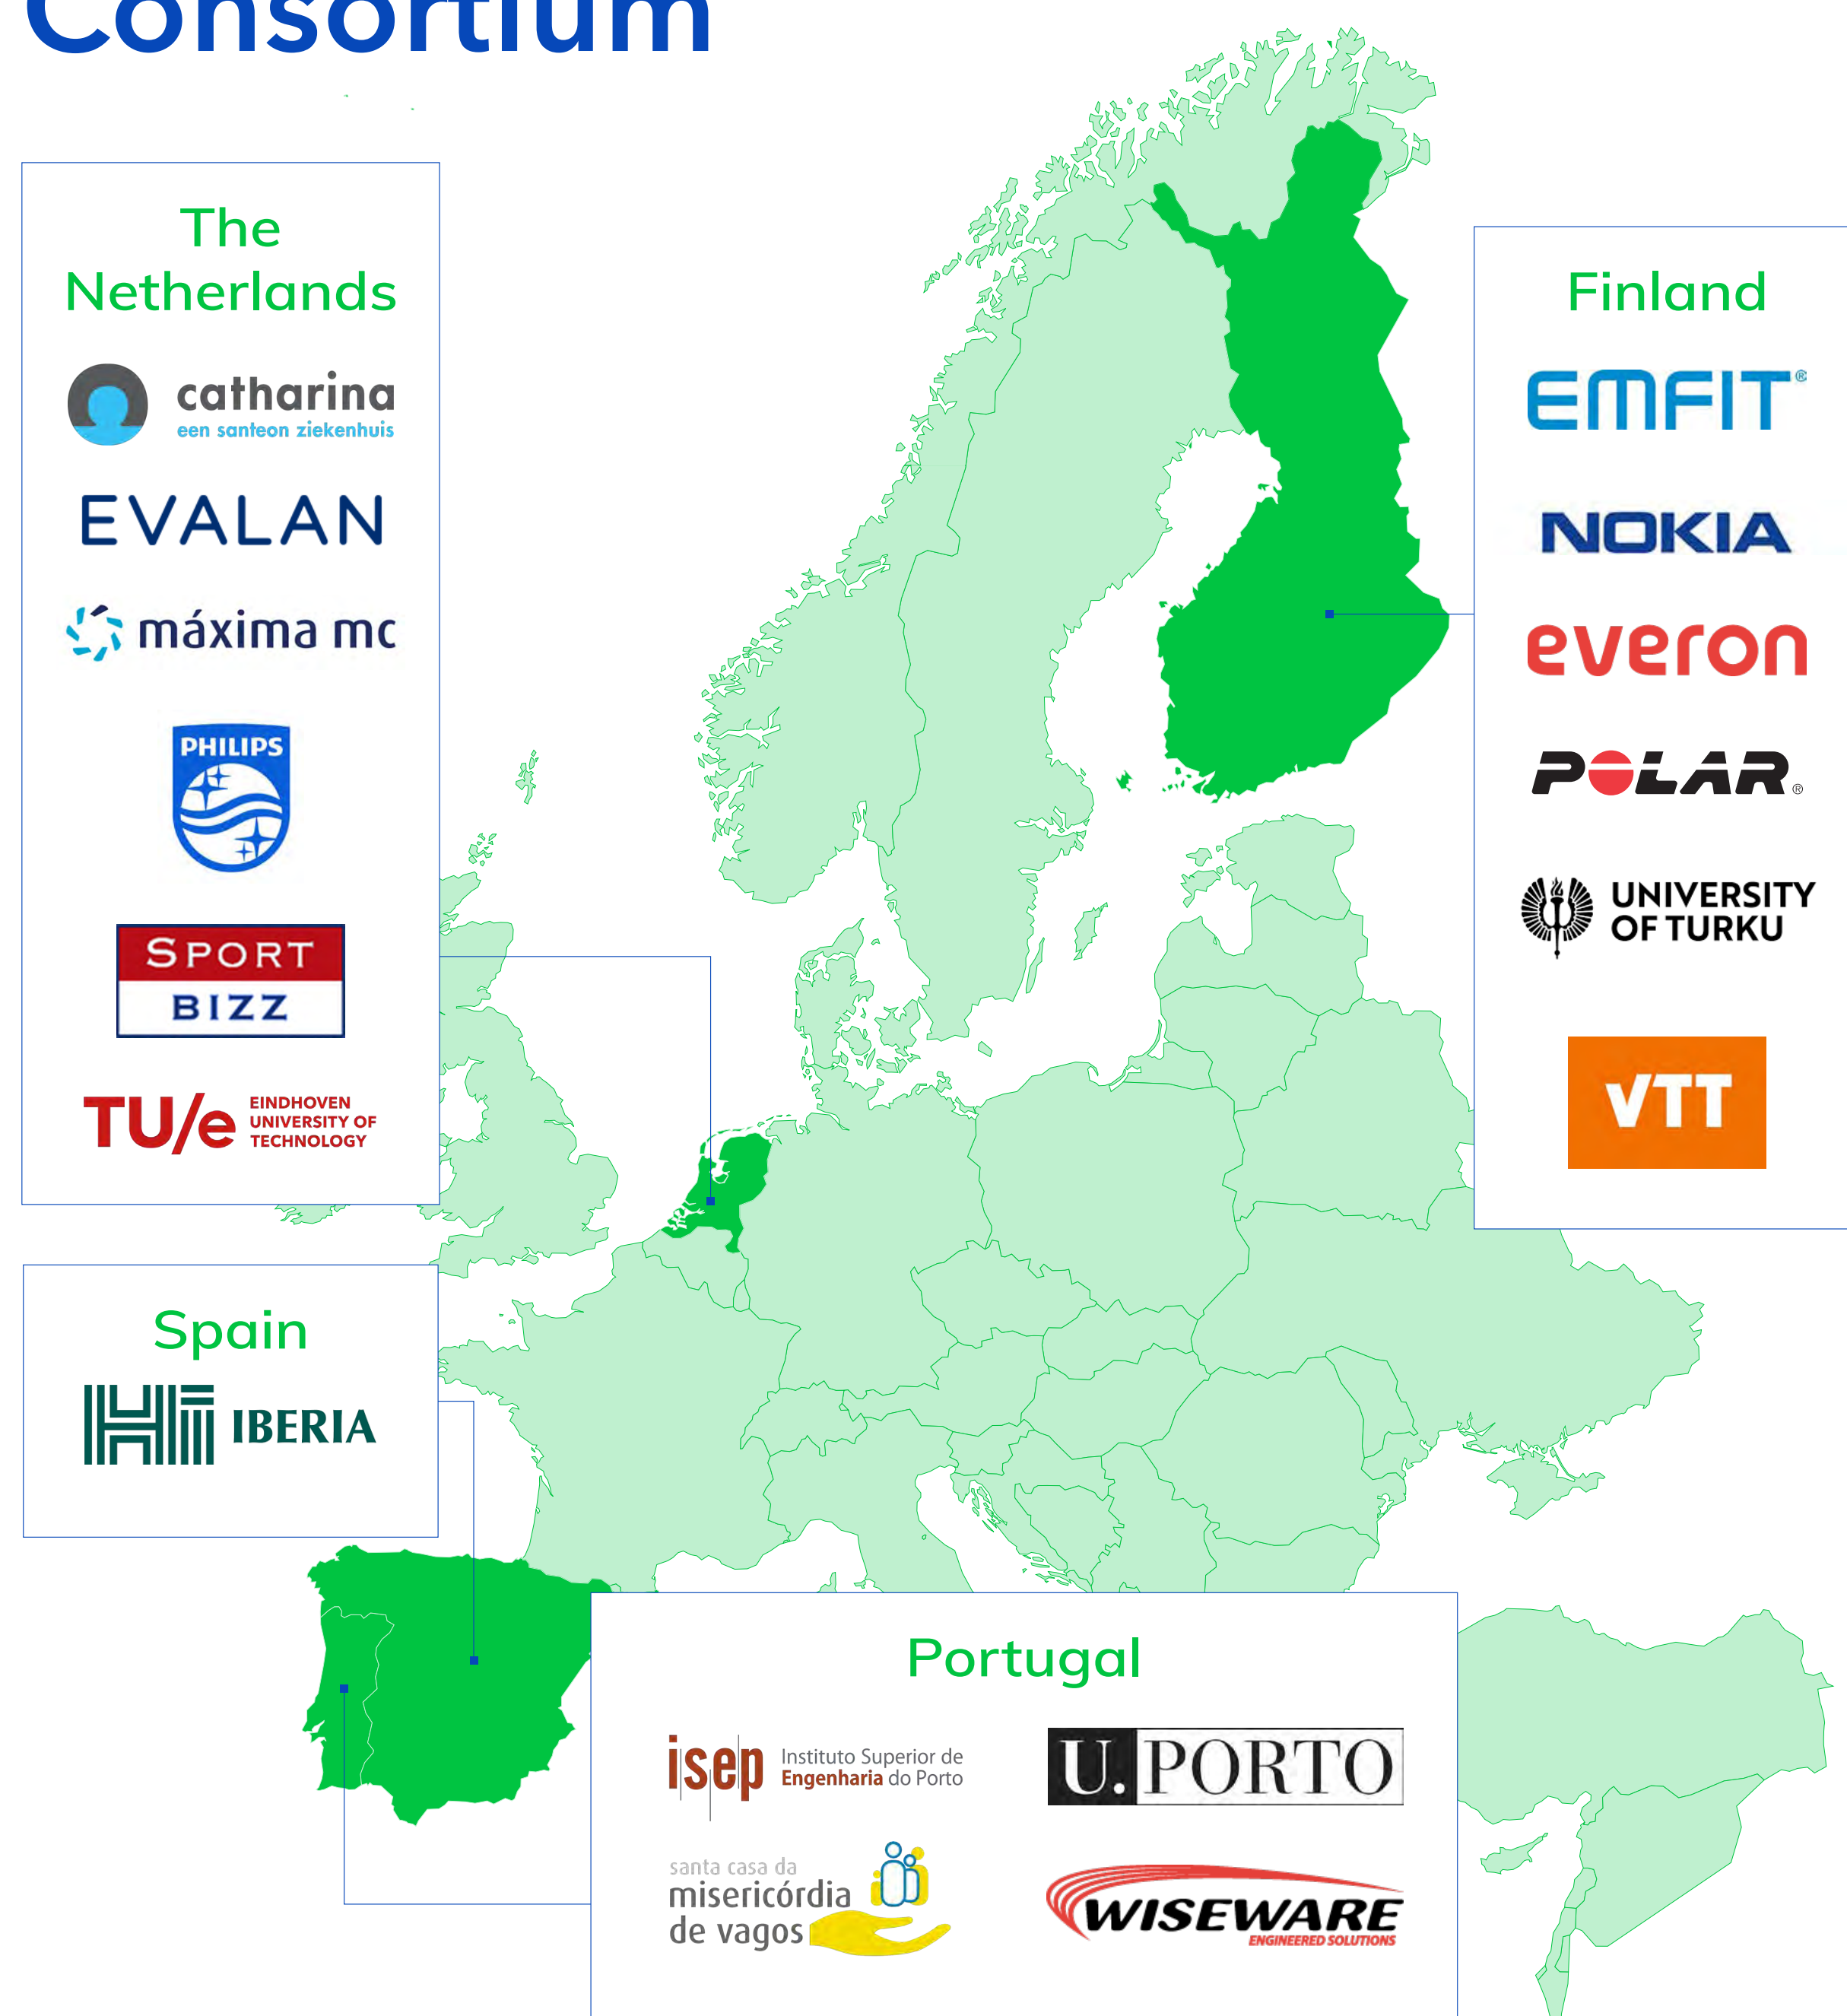 Consortium
The
Netherlands
catharina
een santeon ziekenhuis
EVALAN
máxima mc
PHILIPS
SPORT
BIZZ
TU/e EINDHOVEN
UNIVERSITY OF
TECHNOLOGY
Finland
EMFIT®
NOKIA
everon
POLAR®
UNIVERSITY
OF TURKU
VTT
Spain
Hi IBERIA
Portugal
isep Instituto Superior de
Engenharia do Porto
U.PORTO
santa casa da
misericórdia
de vagos
WISEWARE
ENGINEERED SOLUTIONS